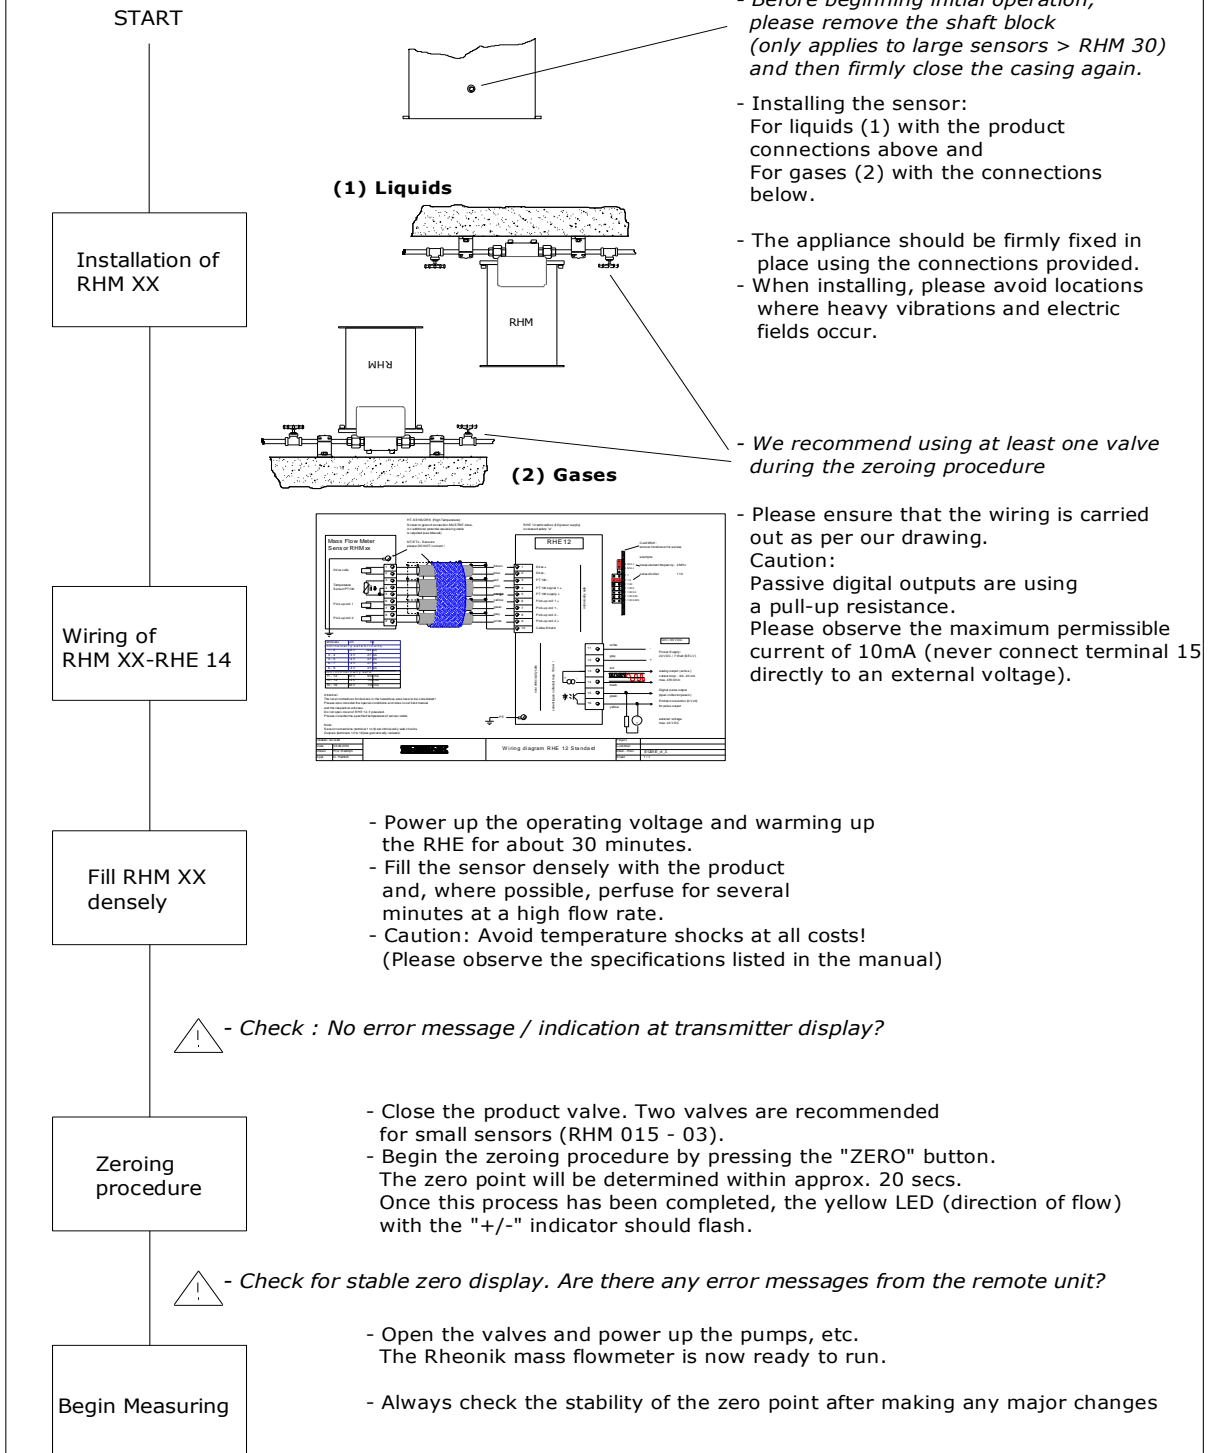 START
- Before beginning initial operation,
please remove the shaft block
(only applies to large sensors > RHM 30)
and then firmly close the casing again.
- Installing the sensor:
For liquids (1) with the product
connections above and
For gases (2) with the connections
below.
(1) Liquids
Installation of
RHM XX
- The appliance should be firmly fixed in
place using the connections provided.
- When installing, please avoid locations
where heavy vibrations and electric
fields occur.
RHM
RHM
- We recommend using at least one valve
during the zeroing procedure
(2) Gases
- Please ensure that the wiring is carried
out as per our drawing.
Caution:
Passive digital outputs are using
a pull-up resistance.
Please observe the maximum permissible
current of 10mA (never connect terminal 15
directly to an external voltage).
Wiring of
RHM XX-RHE 14
Mass Flow Meter
Sensor RHMxx
RHE 12
Wiring diagram RHE 12 Standard
- Power up the operating voltage and warming up
the RHE for about 30 minutes.
- Fill the sensor densely with the product
and, where possible, perfuse for several
minutes at a high flow rate.
- Caution: Avoid temperature shocks at all costs!
(Please observe the specifications listed in the manual)
Fill RHM XX
densely
- Check : No error message / indication at transmitter display?
- Close the product valve. Two valves are recommended
for small sensors (RHM 015 - 03).
- Begin the zeroing procedure by pressing the "ZERO" button.
The zero point will be determined within approx. 20 secs.
Once this process has been completed, the yellow LED (direction of flow)
with the "+/-" indicator should flash.
Zeroing
procedure
- Check for stable zero display. Are there any error messages from the remote unit?
- Open the valves and power up the pumps, etc.
The Rheonik mass flowmeter is now ready to run.
Begin Measuring
- Always check the stability of the zero point after making any major changes